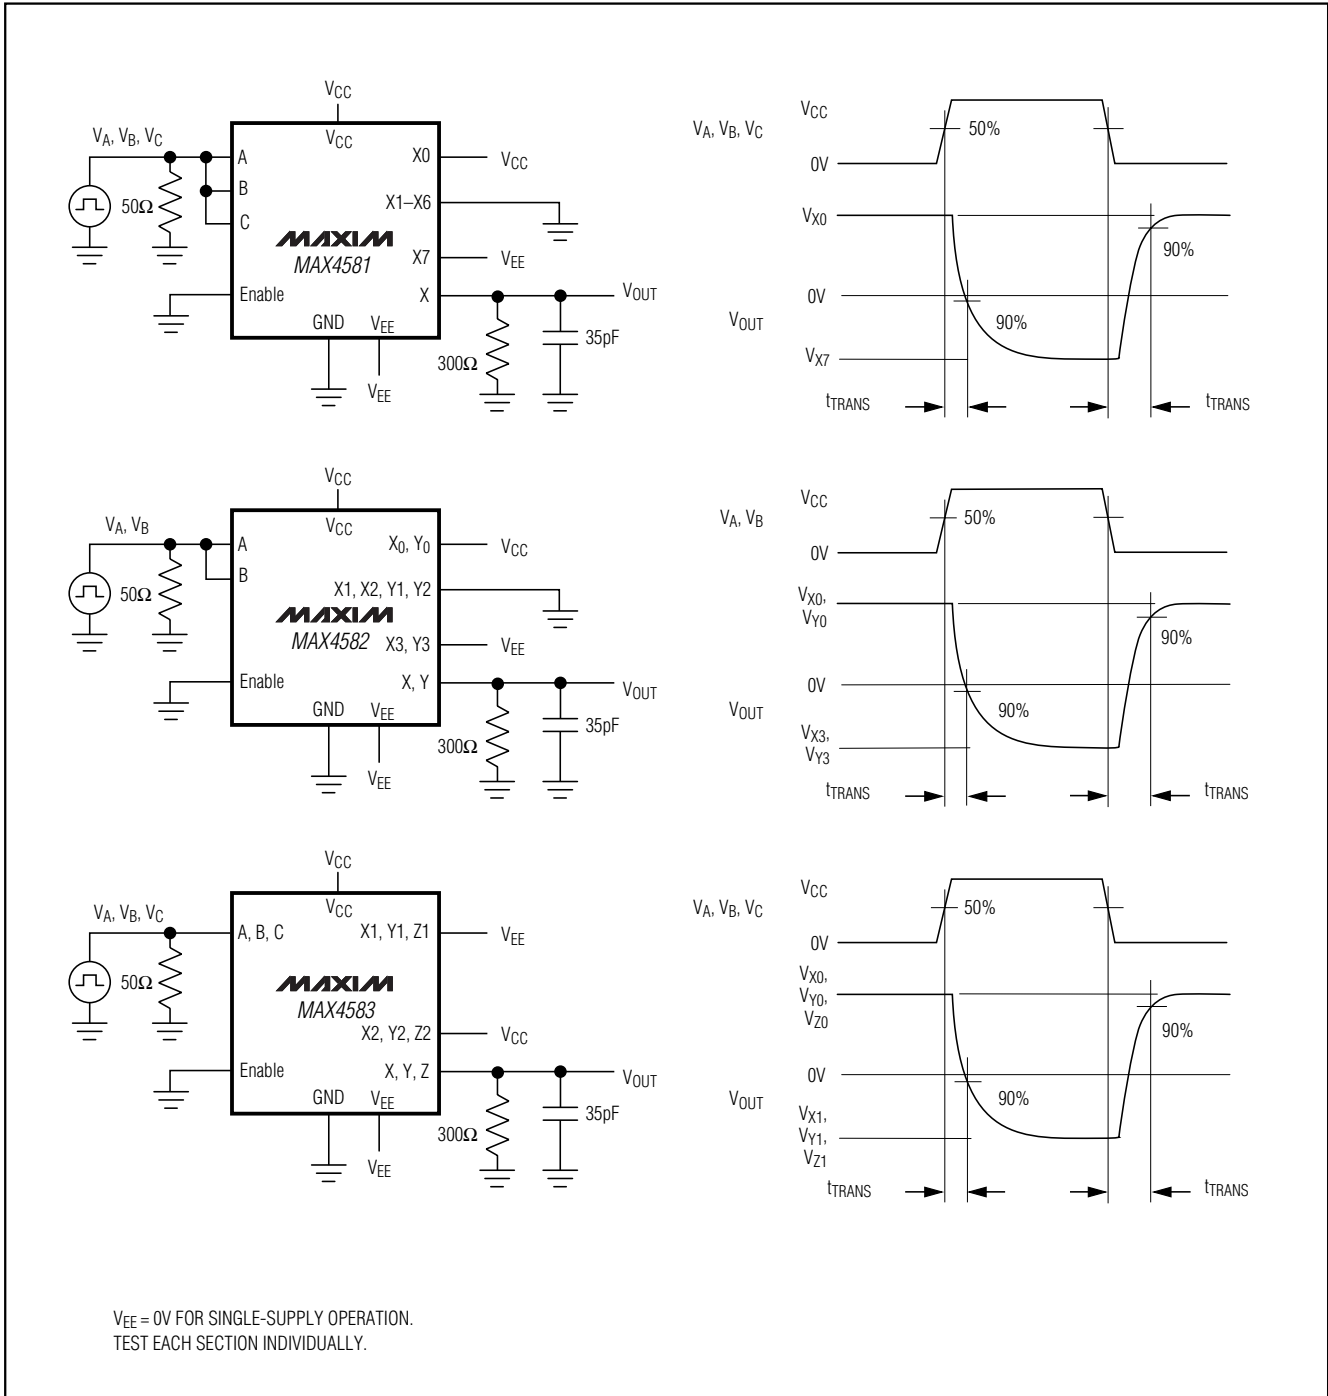 VCC
VCC
VA, VB, VC
A
B
C
50Ω
X0
VCC
X1–X6
MAXIM
MAX4581
X7
VEE
Enable
X
VOUT
GND
VEE
300Ω
35pF
VEE
VA, VB, VC
VCC
50%
0V
VX0
90%
0V
VOUT
90%
VX7
tTRANS
tTRANS
VCC
VCC
VA, VB
A
B
50Ω
X0, Y0
VCC
X1, X2, Y1, Y2
MAXIM
MAX4582
X3, Y3
VEE
Enable
X, Y
VOUT
GND
VEE
300Ω
35pF
VEE
VA, VB
VCC
50%
0V
VX0,
VY0
90%
0V
VOUT
90%
VX3,
VY3
tTRANS
tTRANS
VCC
VCC
VA, VB, VC
A, B, C
50Ω
X1, Y1, Z1
VEE
MAXIM
MAX4583
X2, Y2, Z2
VCC
Enable
X, Y, Z
VOUT
GND
VEE
300Ω
35pF
VEE
VA, VB, VC
VCC
50%
0V
VX0,
VY0,
VZ0
90%
0V
VOUT
90%
VX1,
VY1,
VZ1
tTRANS
tTRANS
VEE = 0V FOR SINGLE-SUPPLY OPERATION.
TEST EACH SECTION INDIVIDUALLY.